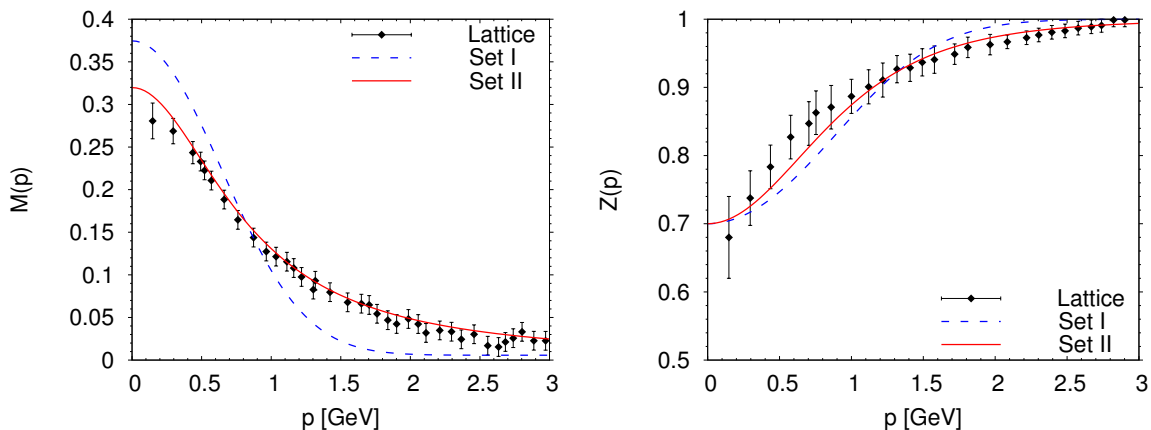 0.4
0.35
0.3
0.25
0.2
0.15
0.1
0.05
0
M(p)
0 0.5 1 1.5 2 2.5 3
p [GeV]
Lattice
Set I
Set II
1
0.9
0.8
0.7
0.6
0.5
Z(p)
0 0.5 1 1.5 2 2.5 3
p [GeV]
Lattice
Set I
Set II